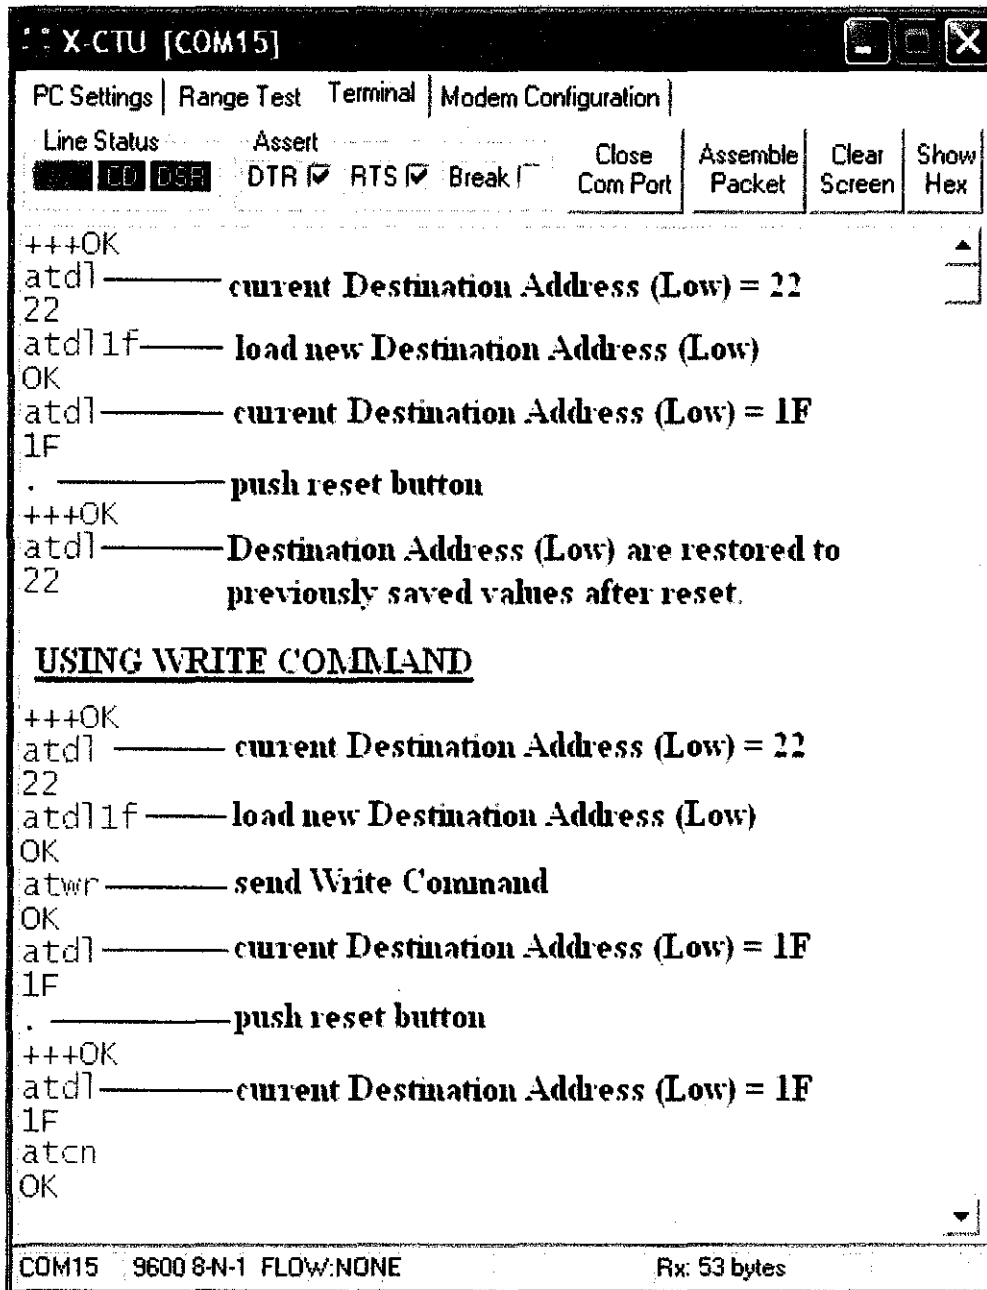 X-CTU [COM15]
PC Settings Range Test Terminal Modem Configuration
Line Status Assert
CD DSR DTR RTS Break
Close Com Port
Assemble Packet
Clear Screen
Show Hex
+++OK
atdl current Destination Address (Low) = 22
22
atdl1f load new Destination Address (Low)
OK
atdl current Destination Address (Low) = 1F
1F
. push reset button
+++OK
atdl Destination Address (Low) are restored to
22 previously saved values after reset.
USING WRITE COMMAND
+++OK
atdl current Destination Address (Low) = 22
22
atdl1f load new Destination Address (Low)
OK
atwr send Write Command
OK
atdl current Destination Address (Low) = 1F
1F
. push reset button
+++OK
atdl current Destination Address (Low) = 1F
1F
atcn
OK
COM15 9600 8-N-1 FLOW:NONE Rx: 53 bytes